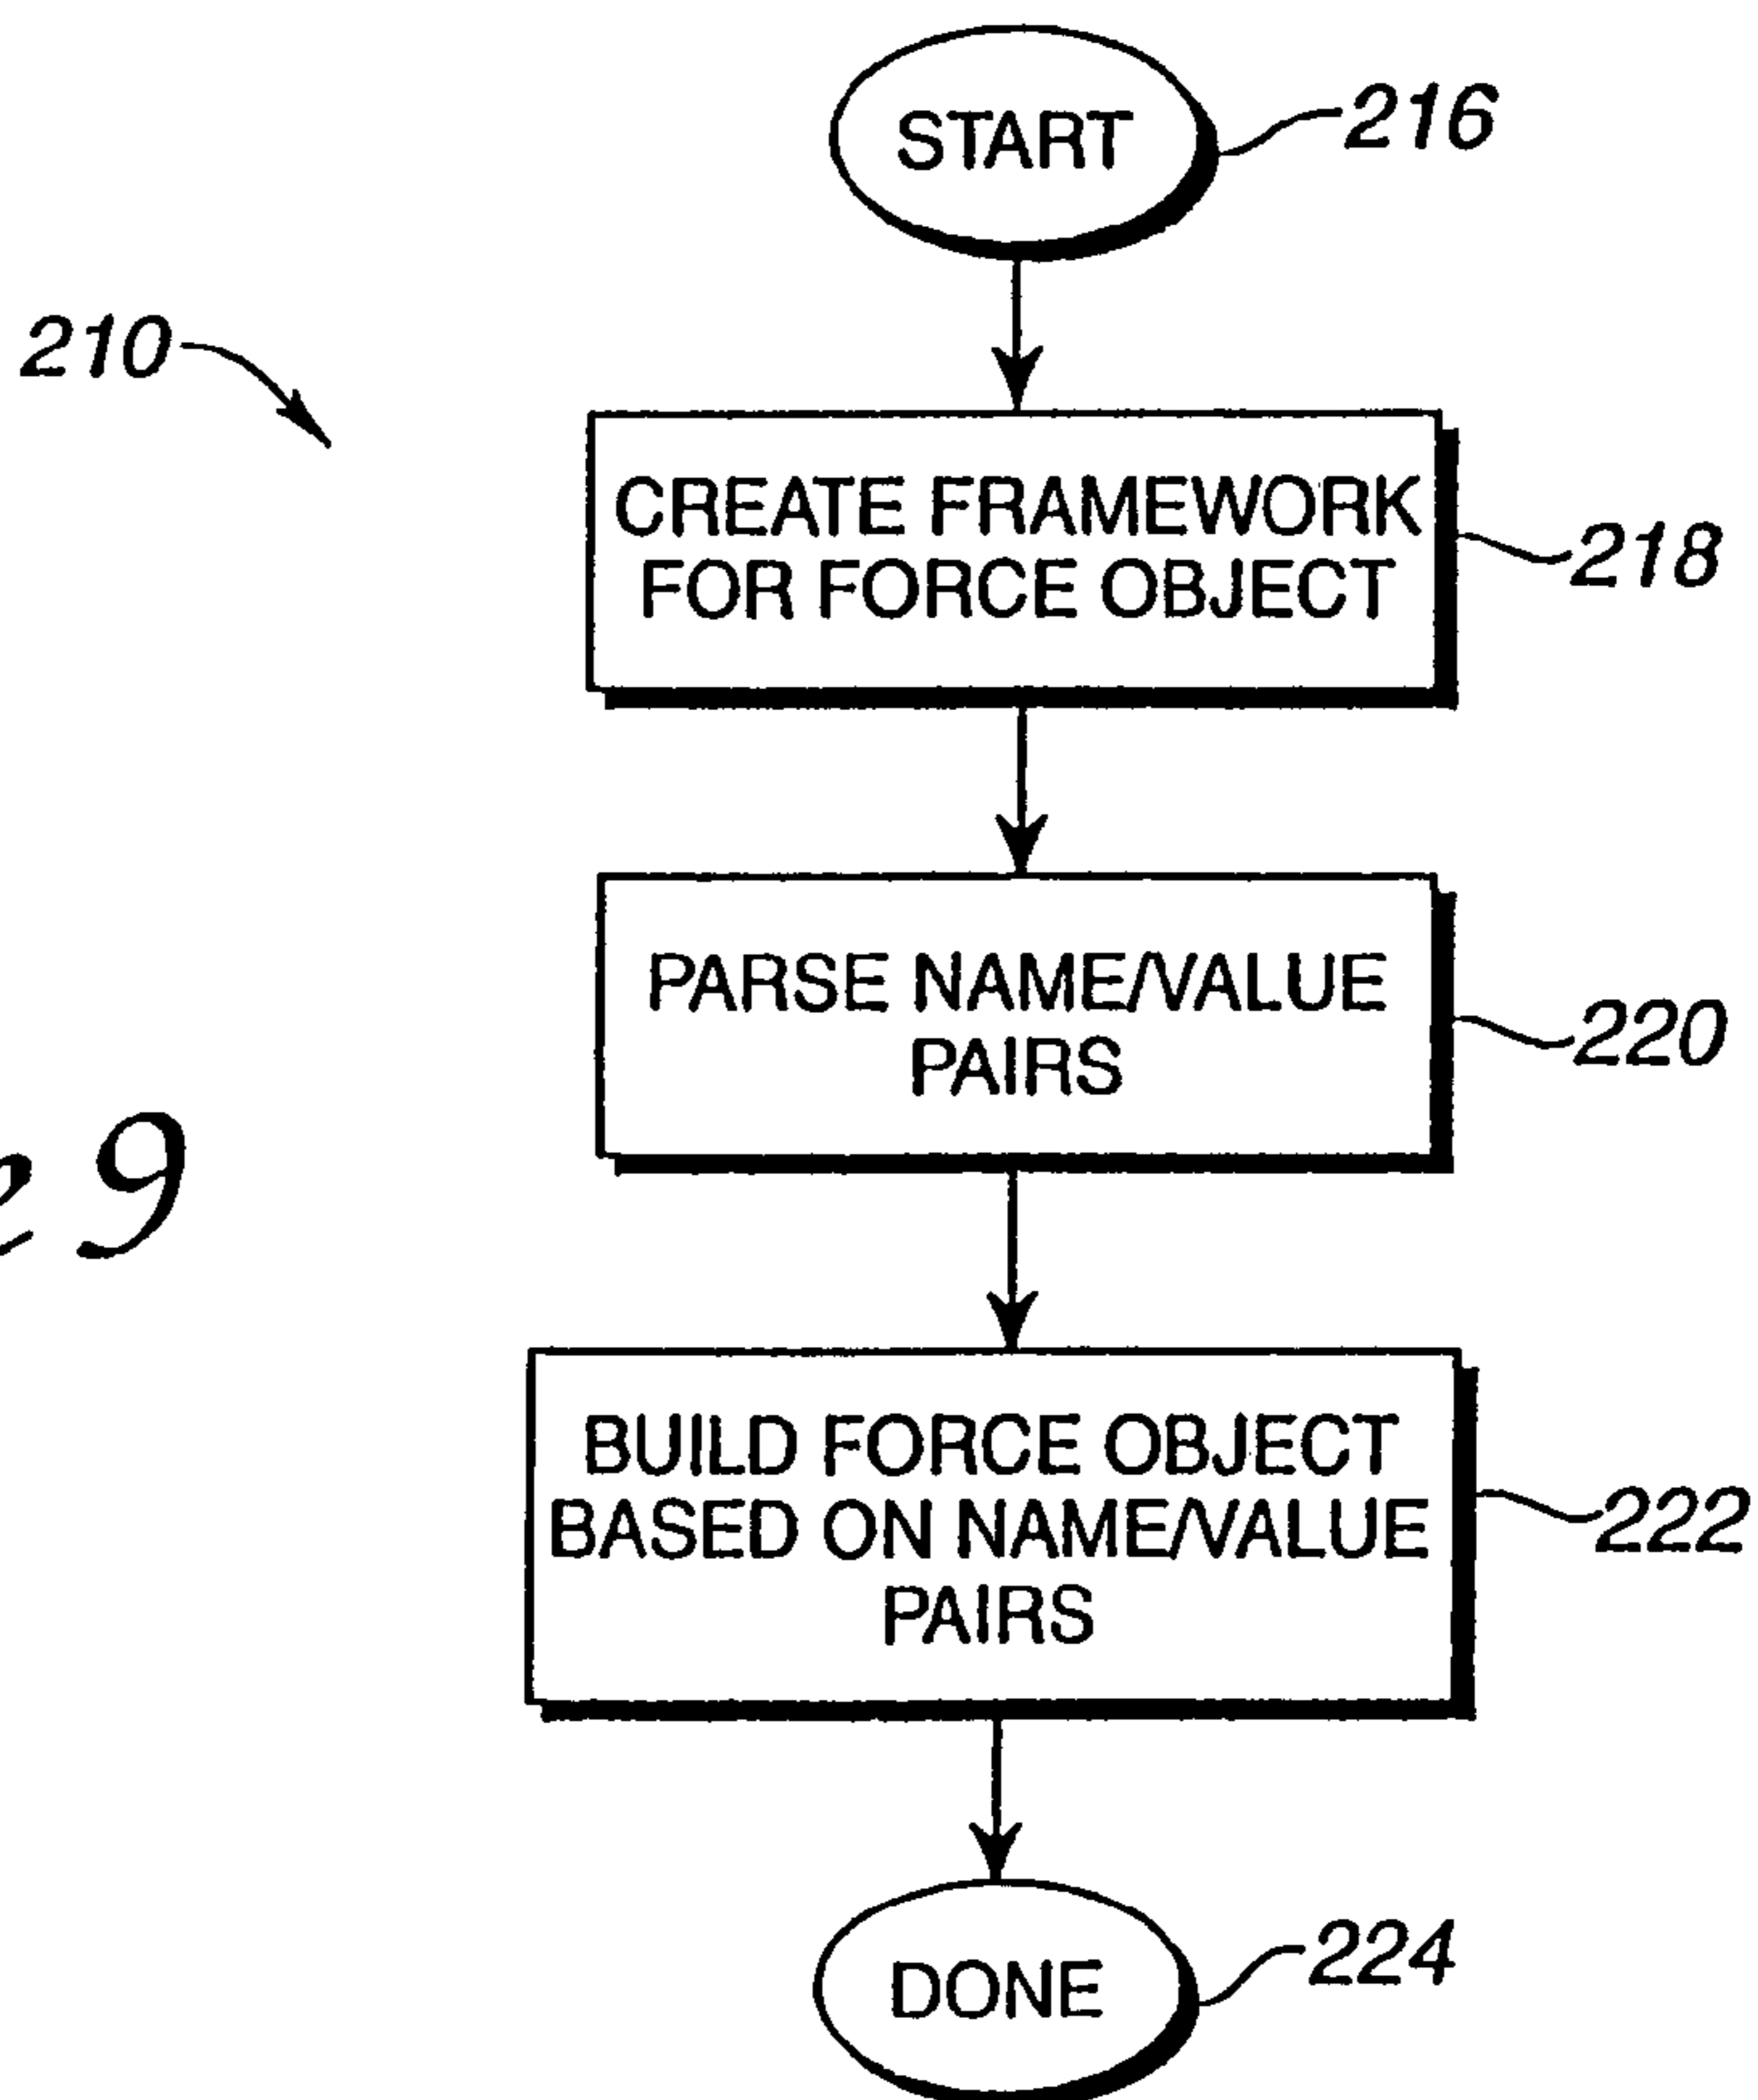 START
216
210
CREATE FRAMEWORK
FOR FORCE OBJECT
218
PARSE NAME/VALUE
PAIRS
220
9
BUILD FORCE OBJECT
BASED ON NAME/VALUE
PAIRS
222
DONE
224